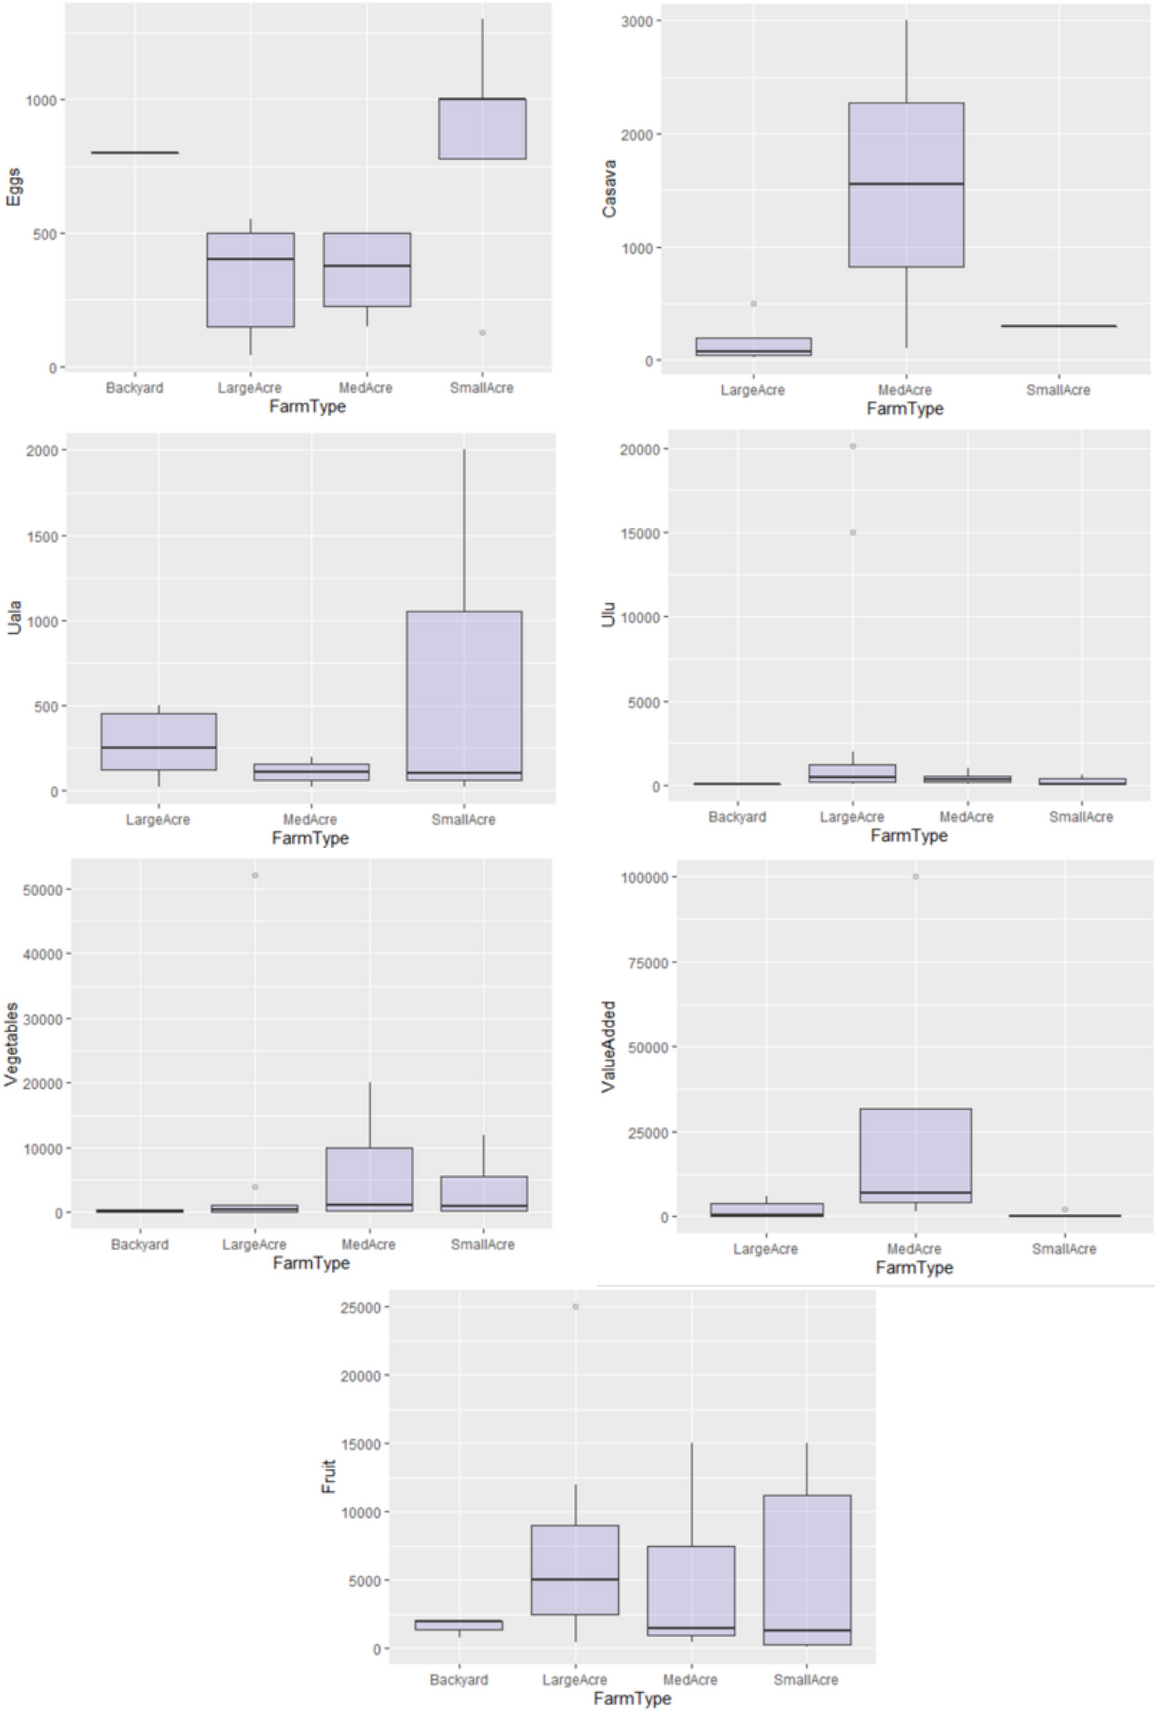 Eggs
1000
500
0
Backyard LargeAcre MedAcre SmallAcre
FarmType
Casava
3000
2000
1000
0
LargeAcre MedAcre SmallAcre
FarmType
Uala
2000
1500
1000
500
0
LargeAcre MedAcre SmallAcre
FarmType
Ulu
20000
15000
10000
5000
0
Backyard LargeAcre MedAcre SmallAcre
FarmType
Vegetables
50000
40000
30000
20000
10000
0
Backyard LargeAcre MedAcre SmallAcre
FarmType
ValueAdded
100000
75000
50000
25000
0
LargeAcre MedAcre SmallAcre
FarmType
Fruit
25000
20000
15000
10000
5000
0
Backyard LargeAcre MedAcre SmallAcre
FarmType